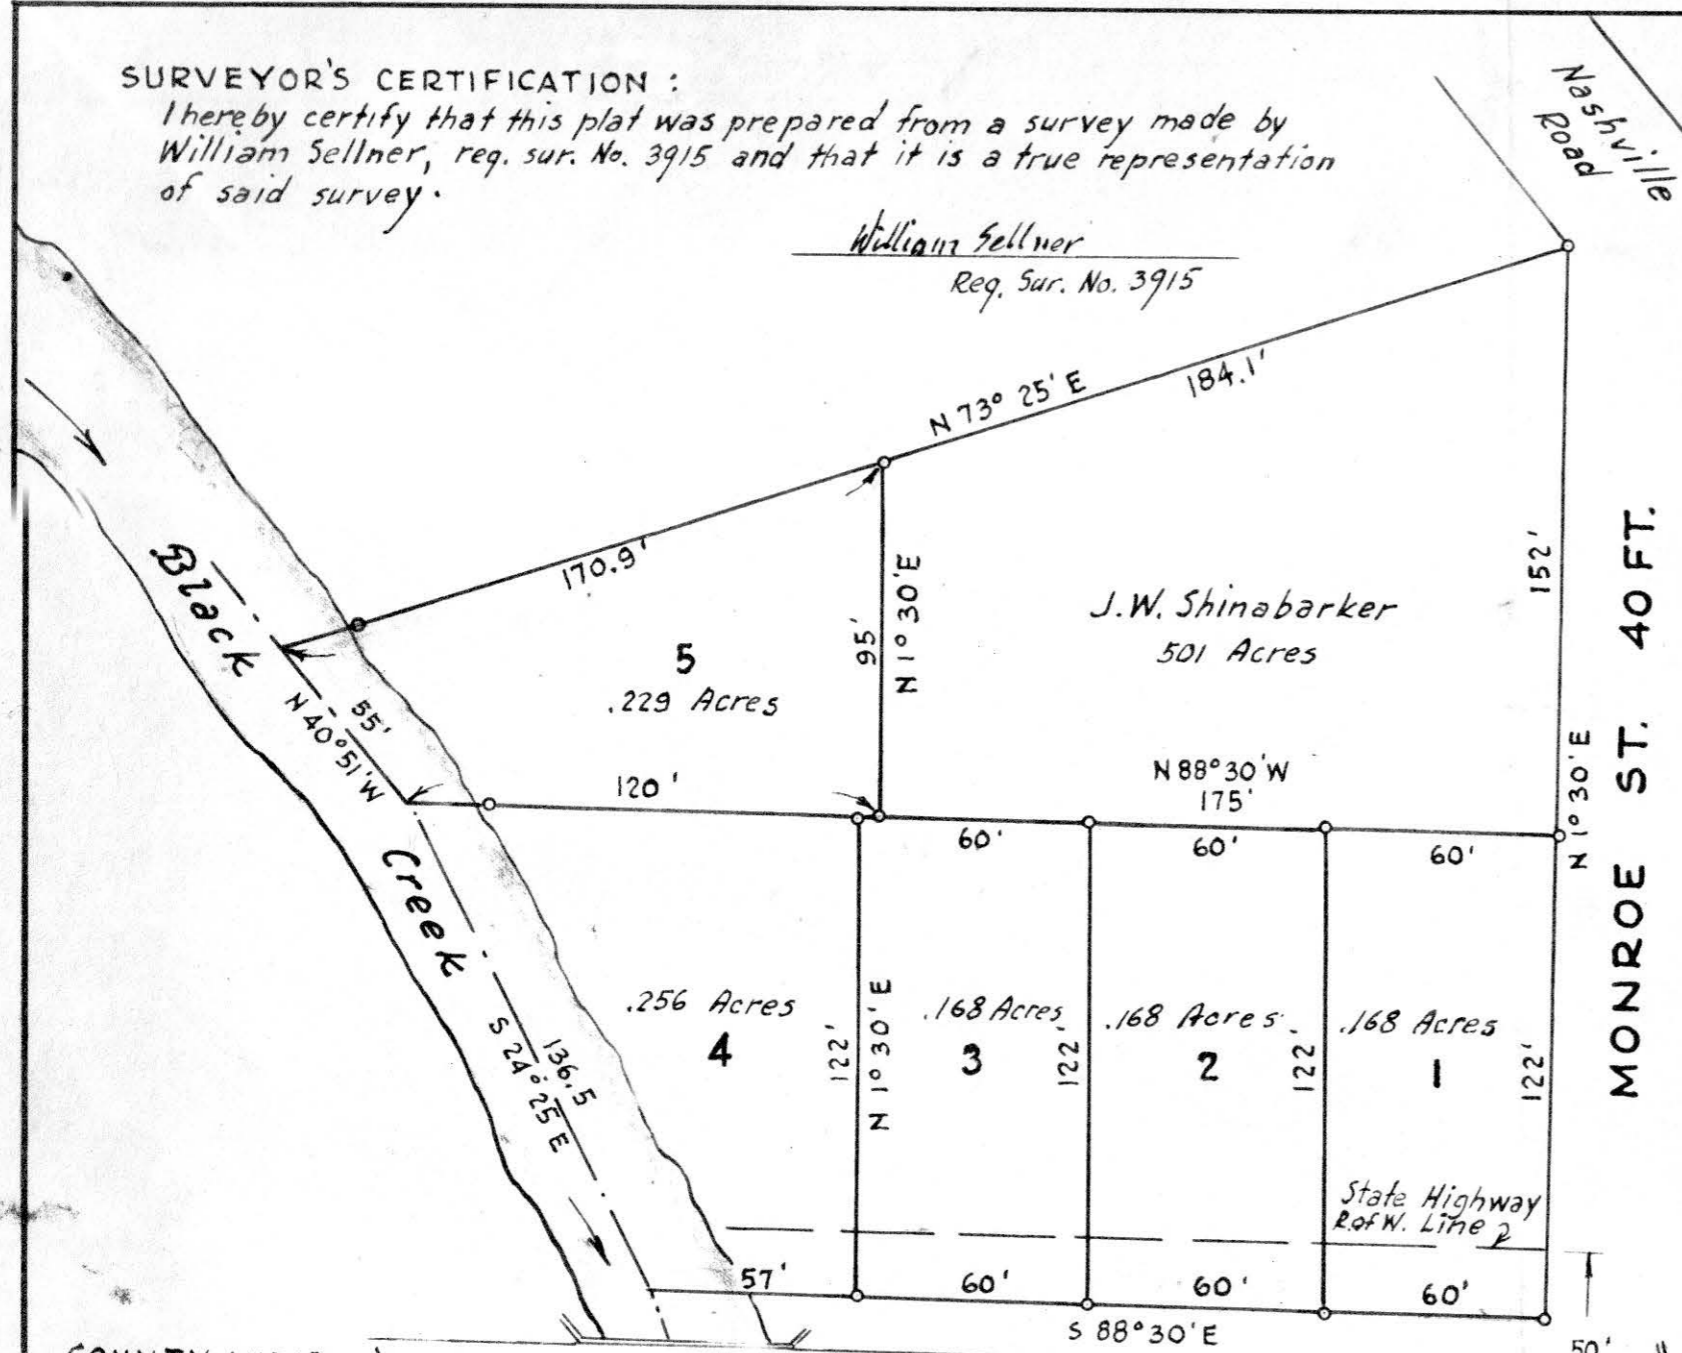 SURVEYOR'S CERTIFICATION :
I hereby certify that this plat was prepared from a survey made by
William Sellner, reg. sur. No. 3915 and that it is a true representation
of said survey.
William Sellner
Reg. Sur. No. 3915
Nashville
Road
N 73° 25' E
184.1'
170.9'
95'
N 1° 30' E
152'
J.W. Shinabarker
501 Acres
5
.229 Acres
Black
Creek
55'
N 40° 51' W
120'
N 88° 30' W
175'
60'
60'
60'
N 1° 30' E
MONROE ST. 40 FT.
.256 Acres
4
122'
N 1° 30' E
.168 Acres
3
122'
.168 Acres.
2
122'
.168 Acres
1
122'
136.5
S 24° 25 E
State Highway
R. of W. Line
57'
60'
60'
60'
S 88° 30' E
50'